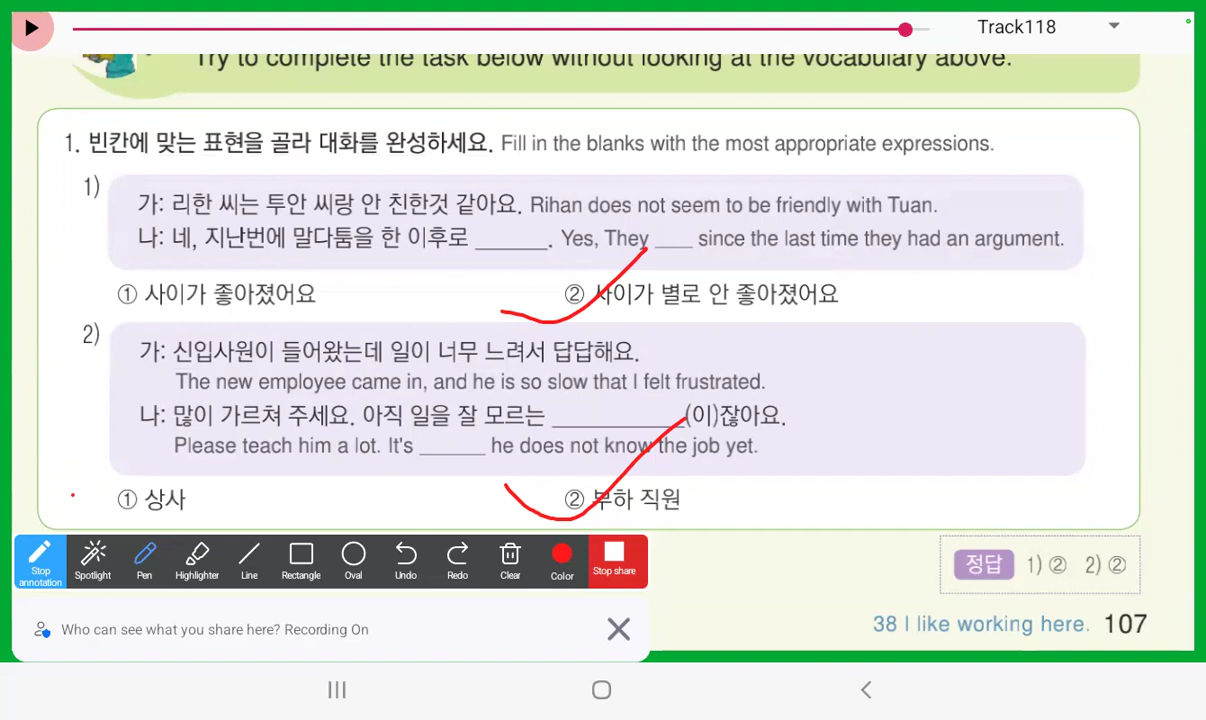 Track118
Try to complete the task below without looking at the vocabulary above.
1. 빈칸에 맞는 표현을 골라 대화를 완성하세요. Fill in the blanks with the most appropriate expressions.
1)
가: 리한 씨는 투안 씨랑 안 친한것 같아요. Rihan does not seem to be friendly with Tuan.
나: 네, 지난번에 말다툼을 한 이후로 ______. Yes, They ____ since the last time they had an argument.
① 사이가 좋아졌어요 ② 사이가 별로 안 좋아졌어요
2)
가: 신입사원이 들어왔는데 일이 너무 느려서 답답해요.
The new employee came in, and he is so slow that I felt frustrated.
나: 많이 가르쳐 주세요. 아직 일을 잘 모르는 ___________(이)잖아요.
Please teach him a lot. It's ______ he does not know the job yet.
① 상사 ② 부하 직원
Stop annotation Spotlight Pen Highlighter Line Rectangle Oval Undo Redo Clear Color Stop share
정답 1) ② 2) ②
Who can see what you share here? Recording On
38 I like working here. 107